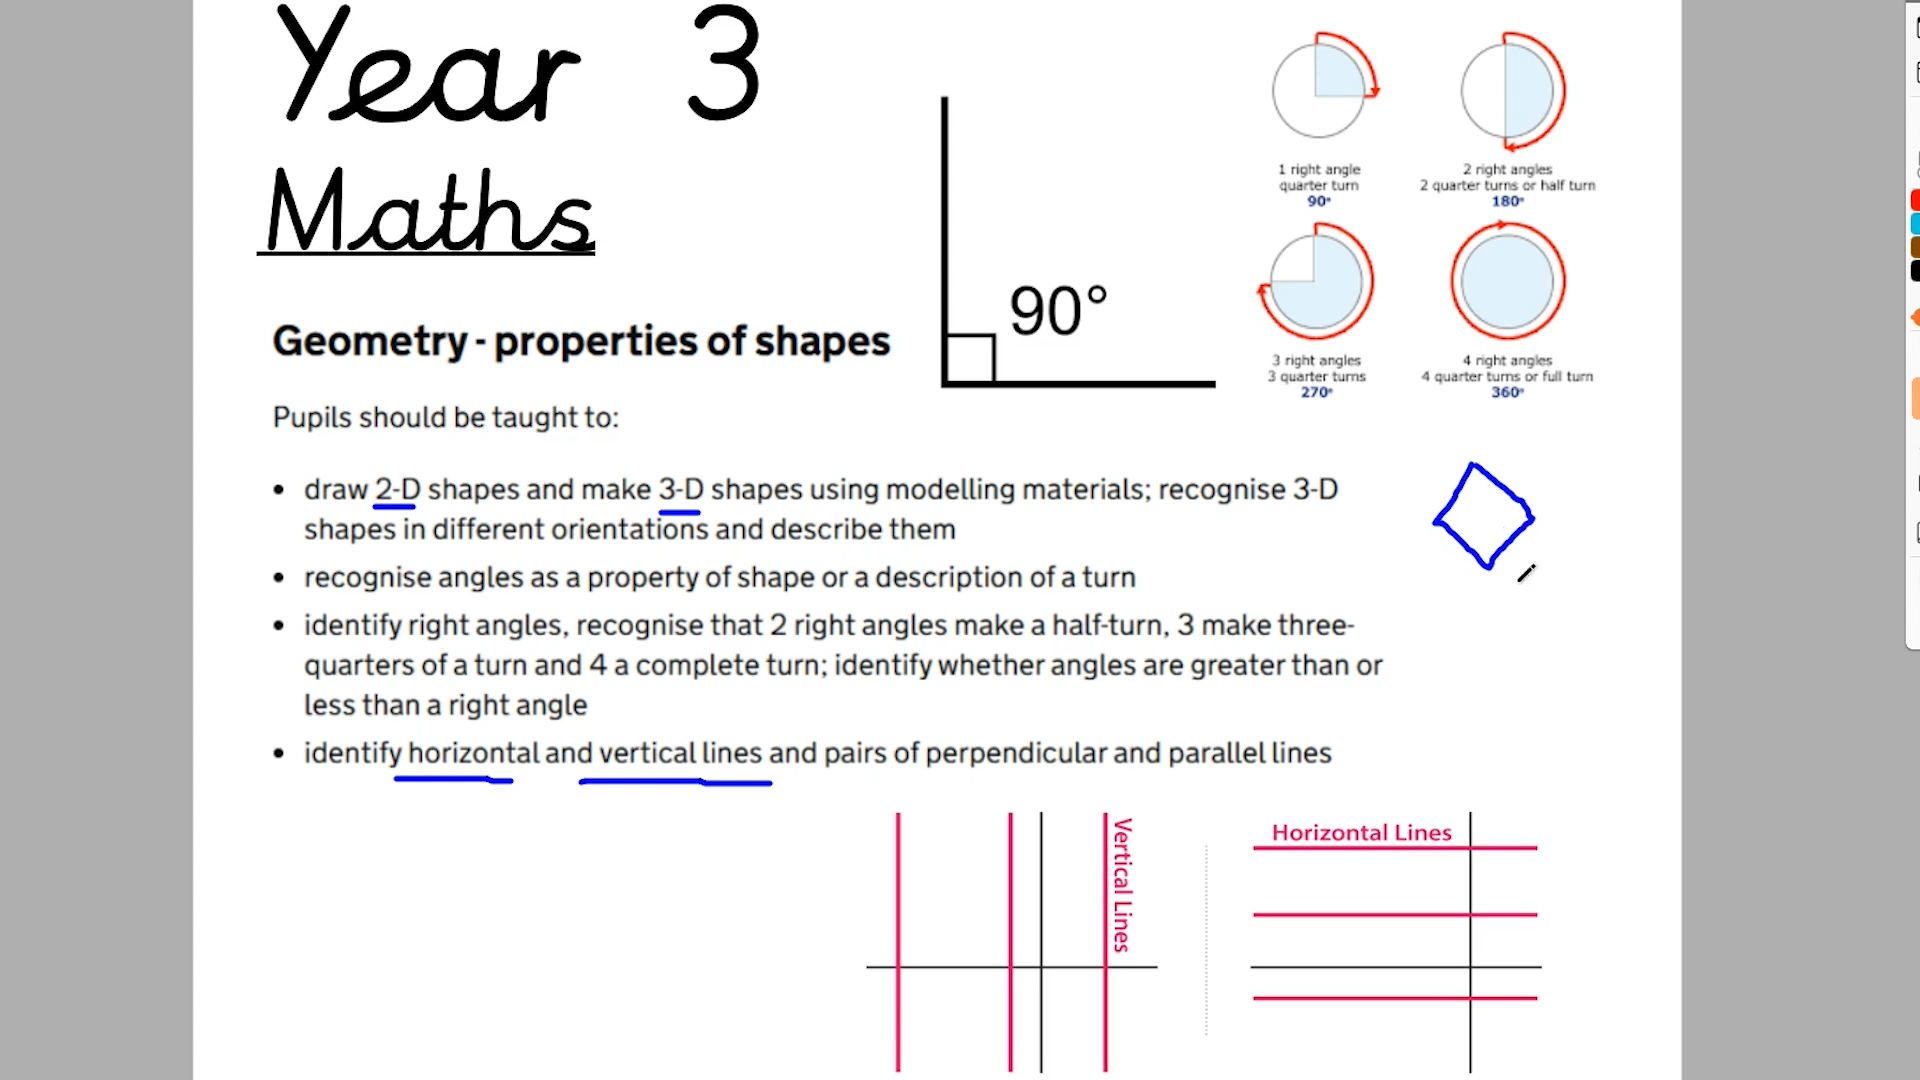 Year 3
Maths
90°
1 right angle
quarter turn
90°
2 right angles
2 quarter turns or half turn
180°
3 right angles
3 quarter turns
270°
4 right angles
4 quarter turns or full turn
360°
Geometry - properties of shapes
Pupils should be taught to:
• draw 2-D shapes and make 3-D shapes using modelling materials; recognise 3-D
shapes in different orientations and describe them
• recognise angles as a property of shape or a description of a turn
• identify right angles, recognise that 2 right angles make a half-turn, 3 make three-
quarters of a turn and 4 a complete turn; identify whether angles are greater than or
less than a right angle
• identify horizontal and vertical lines and pairs of perpendicular and parallel lines
Vertical Lines
Horizontal Lines